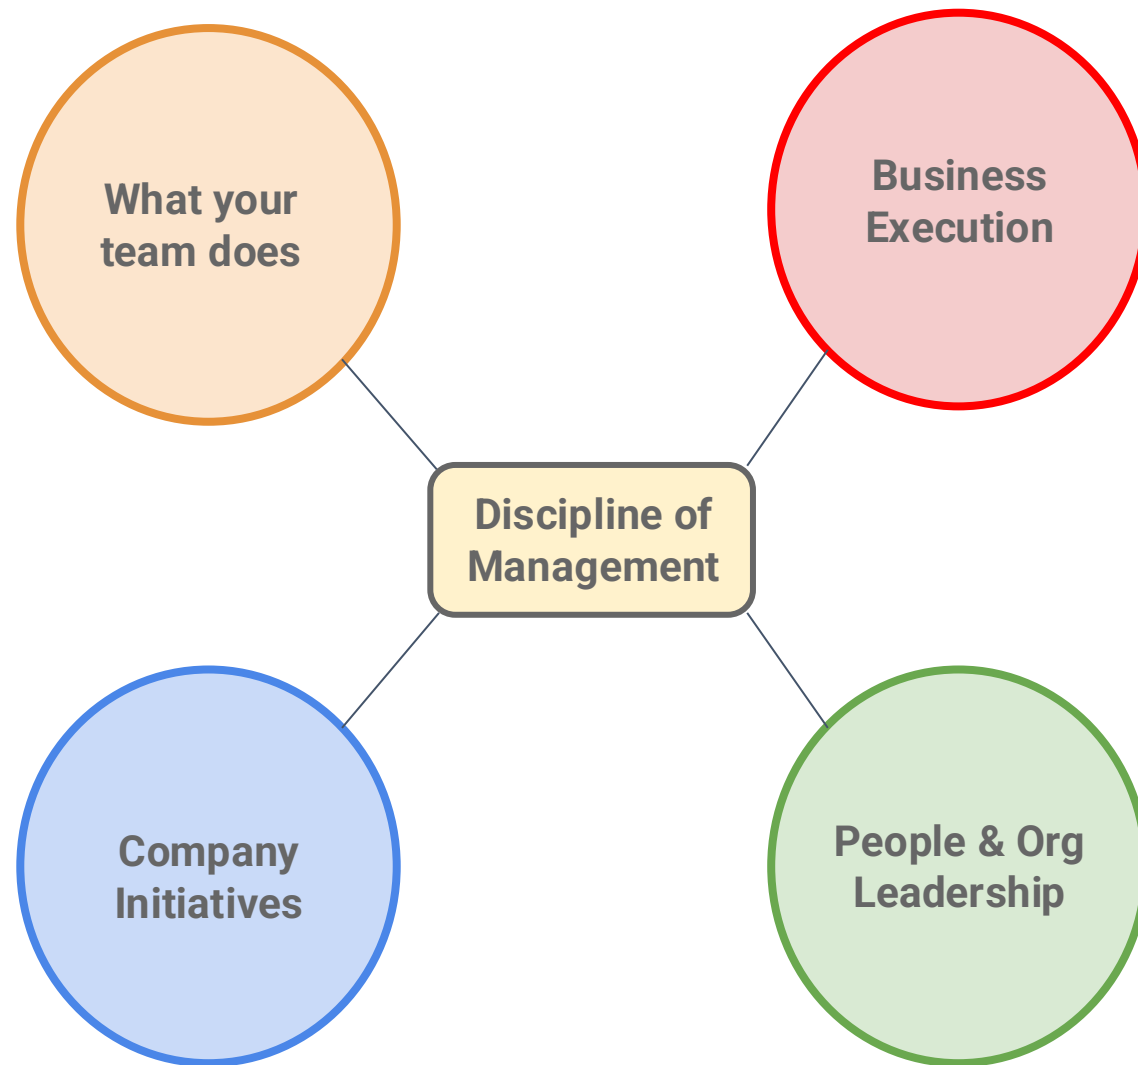 What your
team does
Business
Execution
Discipline of
Management
Company
Initiatives
People & Org
Leadership